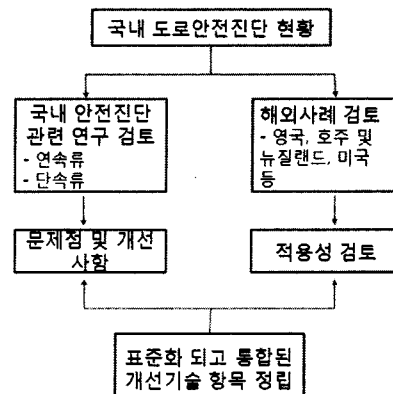 국내 도로안전진단 현황
국내 안전진단
관련 연구 검토
- 연속류
- 단속류
해외사례 검토
- 영국, 호주 및
뉴질랜드, 미국
등
문제점 및 개선
사항
적용성 검토
표준화 되고 통합된
개선기술 항목 정립